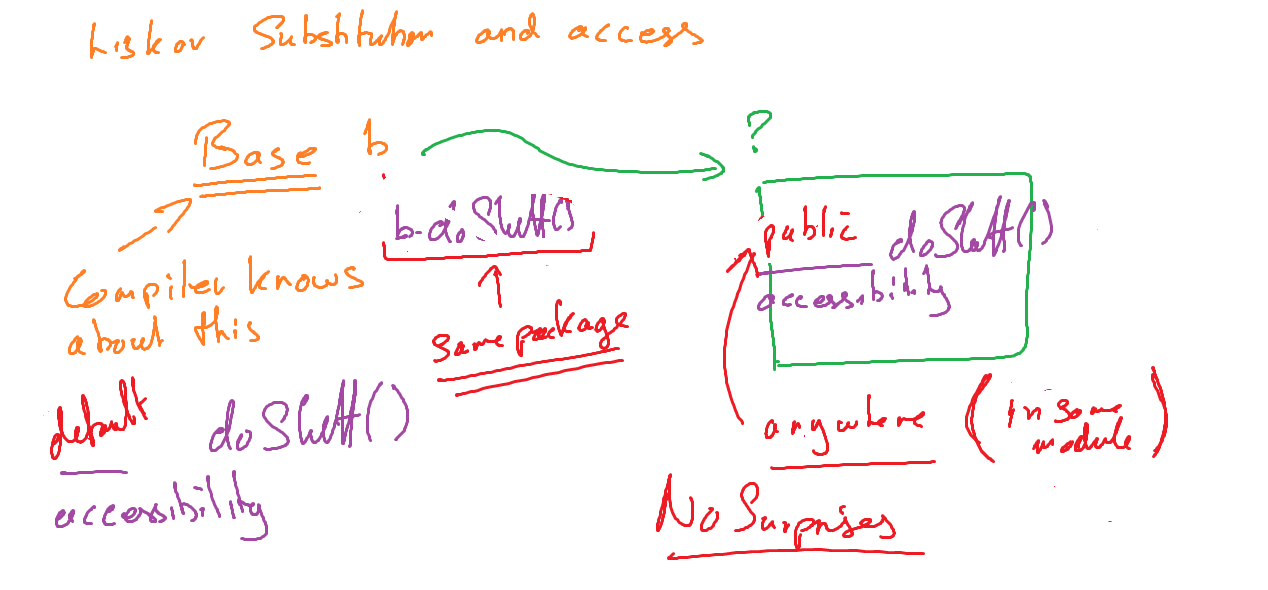 Liskov Substitution and access
Base b
?
b.doStuff()
public doStuff()
accessibility
Compiler knows
about this
same package
default doStuff()
accessibility
anywhere (in same
module)
No Surprises